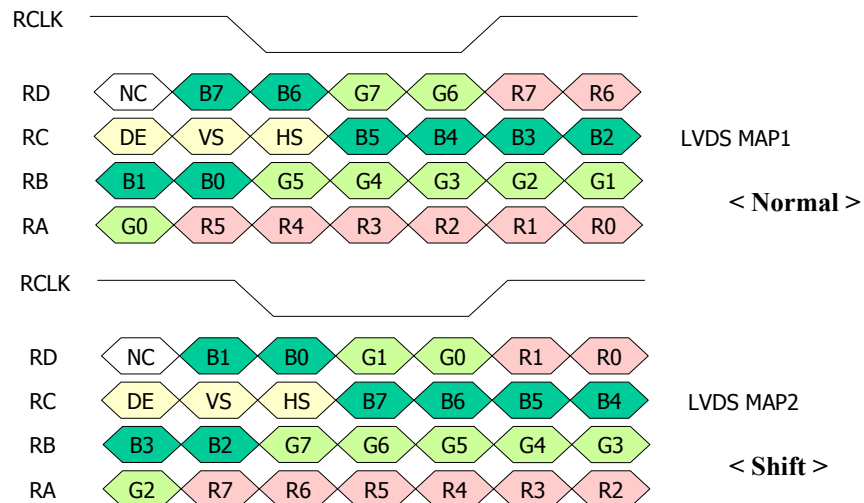 RCLK
RD NC B7 B6 G7 G6 R7 R6
RC DE VS HS B5 B4 B3 B2 LVDS MAP1
RB B1 B0 G5 G4 G3 G2 G1
< Normal >
RA G0 R5 R4 R3 R2 R1 R0
RCLK
RD NC B1 B0 G1 G0 R1 R0
RC DE VS HS B7 B6 B5 B4 LVDS MAP2
RB B3 B2 G7 G6 G5 G4 G3
< Shift >
RA G2 R7 R6 R5 R4 R3 R2